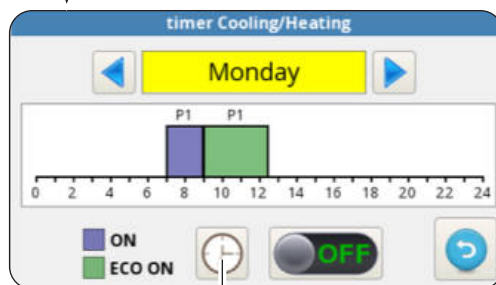 timer Cooling/Heating
Monday
P1 P1
0 2 4 6 8 10 12 14 16 18 20 22 24
ON
ECO ON
OFF